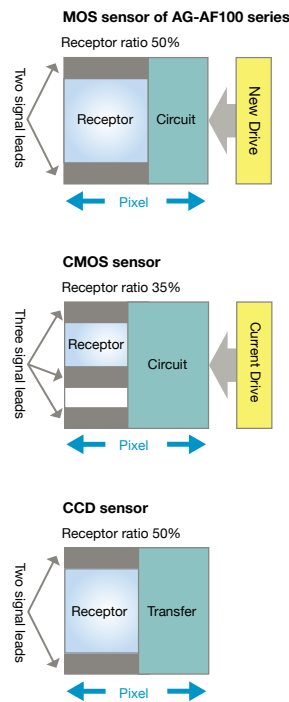 MOS sensor of AG-AF100 series
Receptor ratio 50%
Two signal leads
Receptor
Circuit
New Drive
Pixel
CMOS sensor
Receptor ratio 35%
Three signal leads
Receptor
Circuit
Current Drive
Pixel
CCD sensor
Receptor ratio 50%
Two signal leads
Receptor
Transfer
Pixel